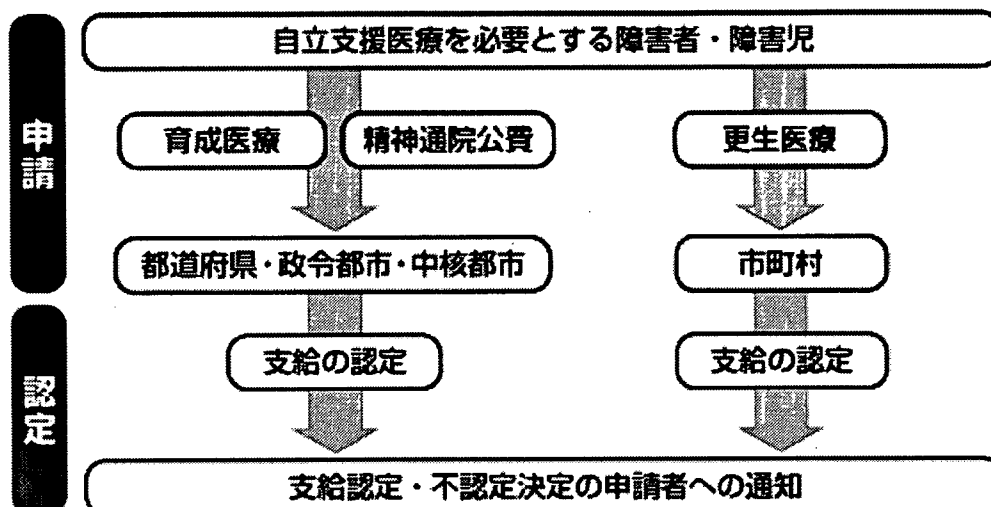 申請
自立支援医療を必要とする障害者・障害児
育成医療
精神通院公費
更生医療
都道府県・政令都市・中核都市
市町村
認定
支給の認定
支給の認定
支給認定・不認定決定の申請者への通知